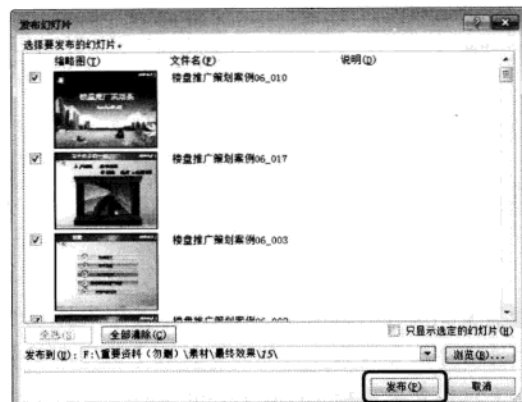 发布幻灯片
选择要发布的幻灯片。
缩略图(T) 文件名(F) 说明(D)
楼盘推广策划案例06_010
楼盘推广策划案例06_017
楼盘推广策划案例06_003
全选(S) 全部清除(C) 只显示选定的幻灯片(H)
发布到(U): F:\重要资料（勿删）\素材\最终效果\15\ 浏览(B)...
发布(P) 取消